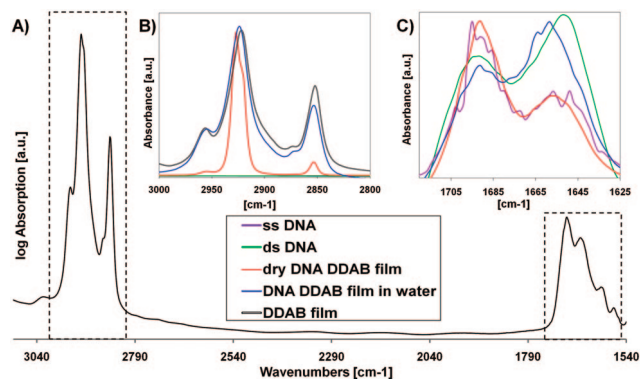 A)
B)
C)
log Absorption [a.u.]
Absorbance [a.u.]
3000 2950 2900 2850 2800
[cm-1]
Absorbance [a.u.]
1705 1685 1665 1645 1625
[cm-1]
ss DNA
ds DNA
dry DNA DDAB film
DNA DDAB film in water
DDAB film
3040 2790 2540 2290 2040 1790 1540
Wavenumbers [cm-1]